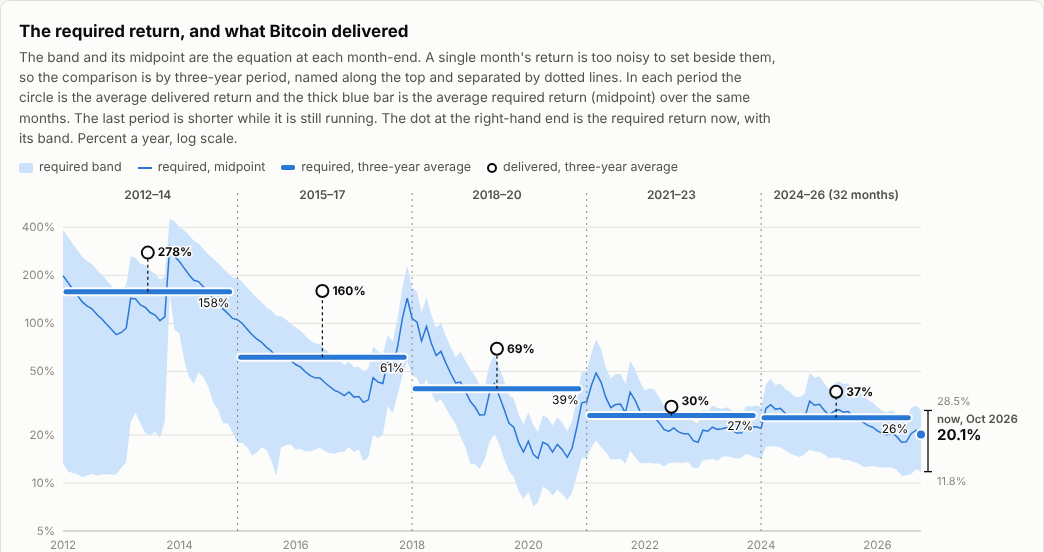 The required return, and what Bitcoin delivered
The band and its midpoint are the equation at each month-end. A single month's return is too noisy to set beside them,
so the comparison is by three-year period, named along the top and separated by dotted lines. In each period the
circle is the average delivered return and the thick blue bar is the average required return (midpoint) over the same
months. The last period is shorter while it is still running. The dot at the right-hand end is the required return now, with
its band. Percent a year, log scale.
required band required, midpoint required, three-year average delivered, three-year average
2012–14 2015–17 2018–20 2021–23 2024–26 (32 months)
400%
278%
200%
160%
158%
100%
69%
61%
50%
39%
37%
30%
28.5%
now, Oct 2026
27%
26%
20%
20.1%
10%
11.8%
5%
2012 2014 2016 2018 2020 2022 2024 2026